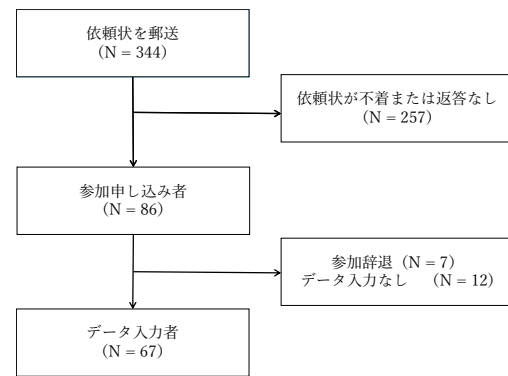 依頼状を郵送
（N = 344）
依頼状が不着または返答なし
（N = 257）
参加申し込み者
（N = 86）
参加辞退（N = 7）
データ入力なし　（N = 12）
データ入力者
（N = 67）